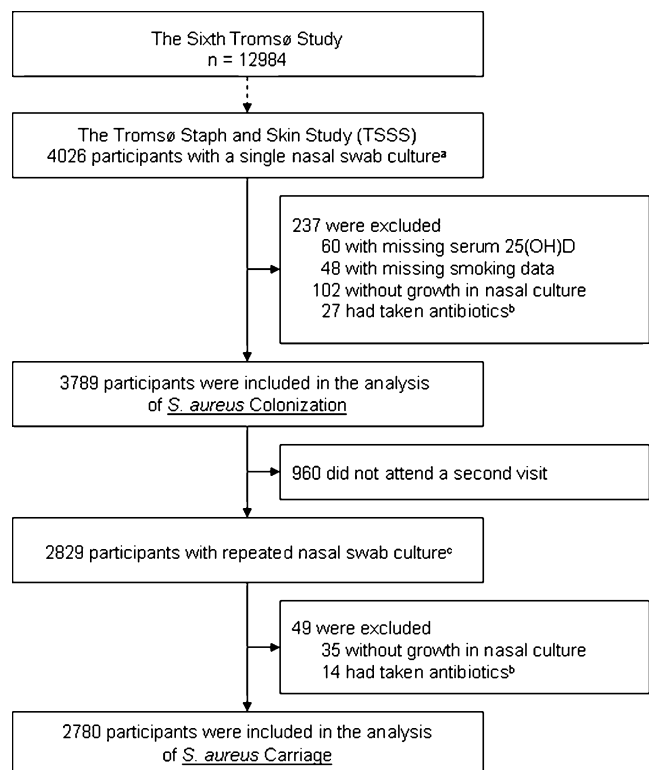 The Sixth Tromsø Study
n = 12984
The Tromsø Staph and Skin Study (TSSS)
4026 participants with a single nasal swab cultureᵃ
237 were excluded
60 with missing serum 25(OH)D
48 with missing smoking data
102 without growth in nasal culture
27 had taken antibioticsᵇ
3789 participants were included in the analysis
of S. aureus Colonization
960 did not attend a second visit
2829 participants with repeated nasal swab cultureᶜ
49 were excluded
35 without growth in nasal culture
14 had taken antibioticsᵇ
2780 participants were included in the analysis
of S. aureus Carriage